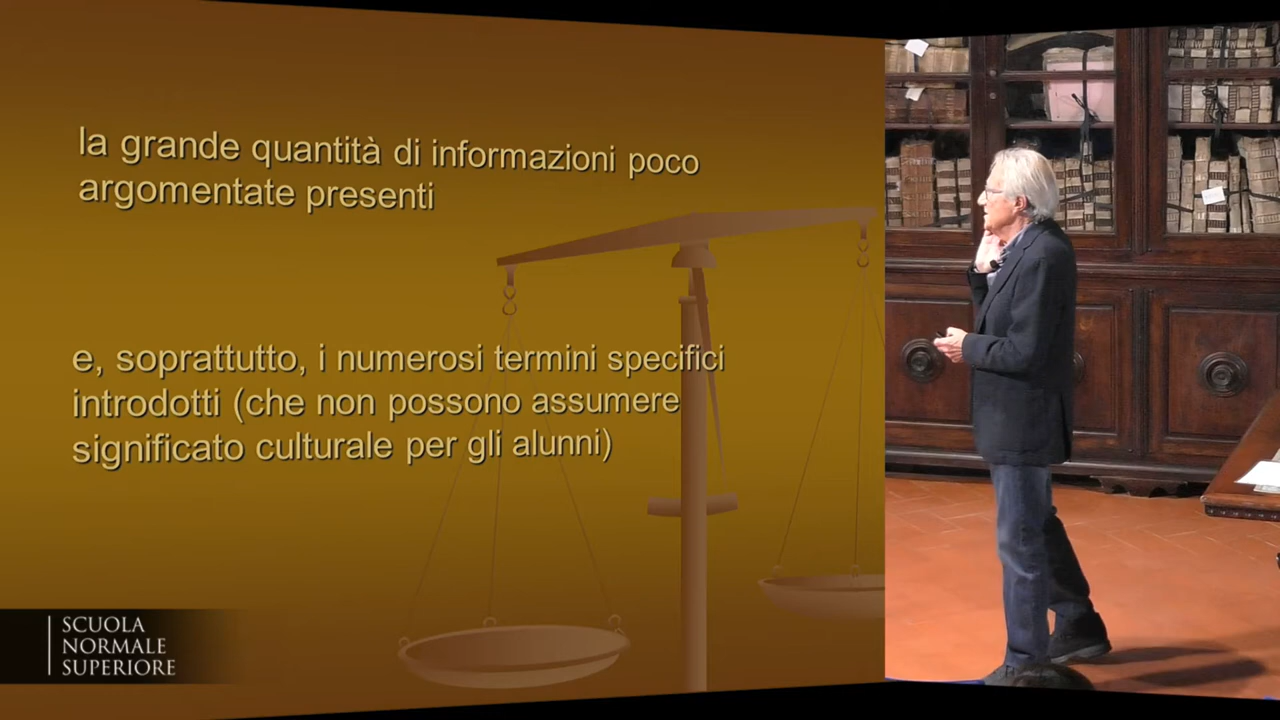 la grande quantità di informazioni poco
argomentate presenti
e, soprattutto, i numerosi termini specifici
introdotti (che non possono assumere
significato culturale per gli alunni)
SCUOLA
NORMALE
SUPERIORE